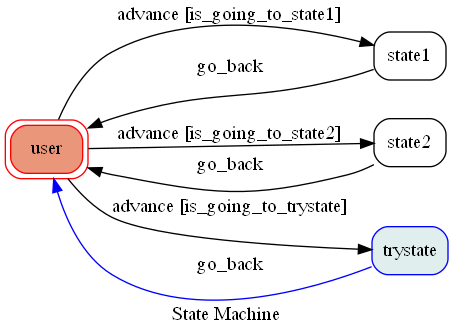 advance [is_going_to_state1]
state1
go_back
advance [is_going_to_state2]
state2
user
go_back
advance [is_going_to_trystate]
trystate
go_back
State Machine